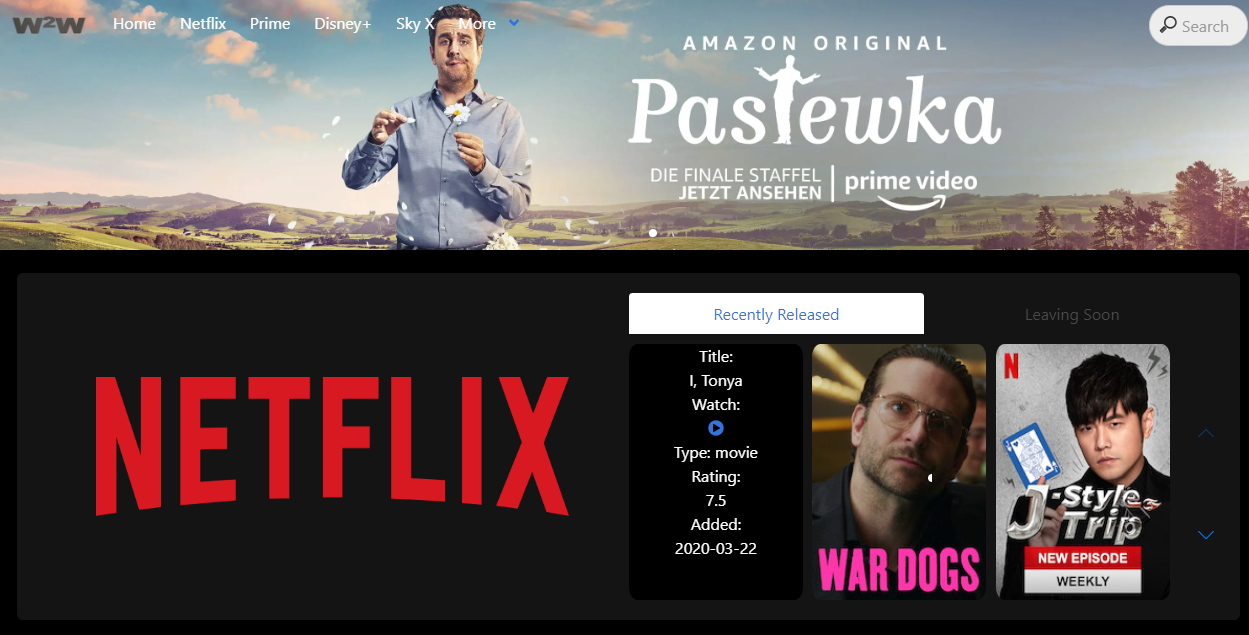 W2W Home Netflix Prime Disney+ Sky X More Search
AMAZON ORIGINAL
Pastewka
DIE FINALE STAFFEL
JETZT ANSEHEN
prime video
NETFLIX
Recently Released
Leaving Soon
Title:
I, Tonya
Watch:
Type: movie
Rating:
7.5
Added:
2020-03-22
WAR DOGS
N
J-Style
Trip
NEW EPISODE
WEEKLY